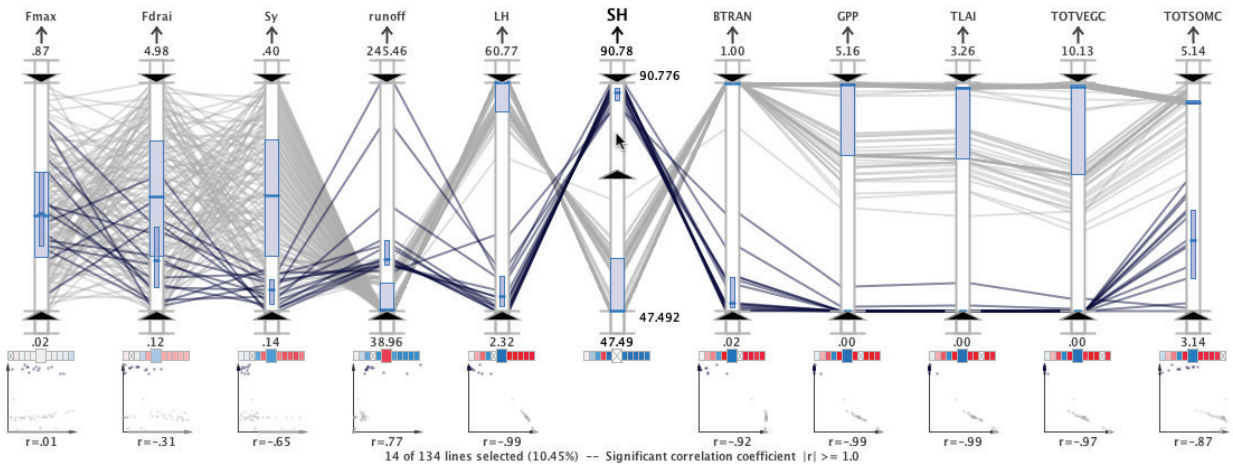 Fmax Fdrai Sy runoff LH SH BTRAN GPP TLAI TOTVEGC TOTSOMC
.87 4.98 .40 245.46 60.77 90.78 1.00 5.16 3.26 10.13 5.14
90.776
47.492
.02 .12 .14 38.96 2.32 47.49 .02 .00 .00 .00 3.14
r=.01 r=-.31 r=-.65 r=.77 r=-.99 r=-.92 r=-.99 r=-.99 r=-.97 r=-.87
14 of 134 lines selected (10.45%) -- Significant correlation coefficient |r| >= 1.0